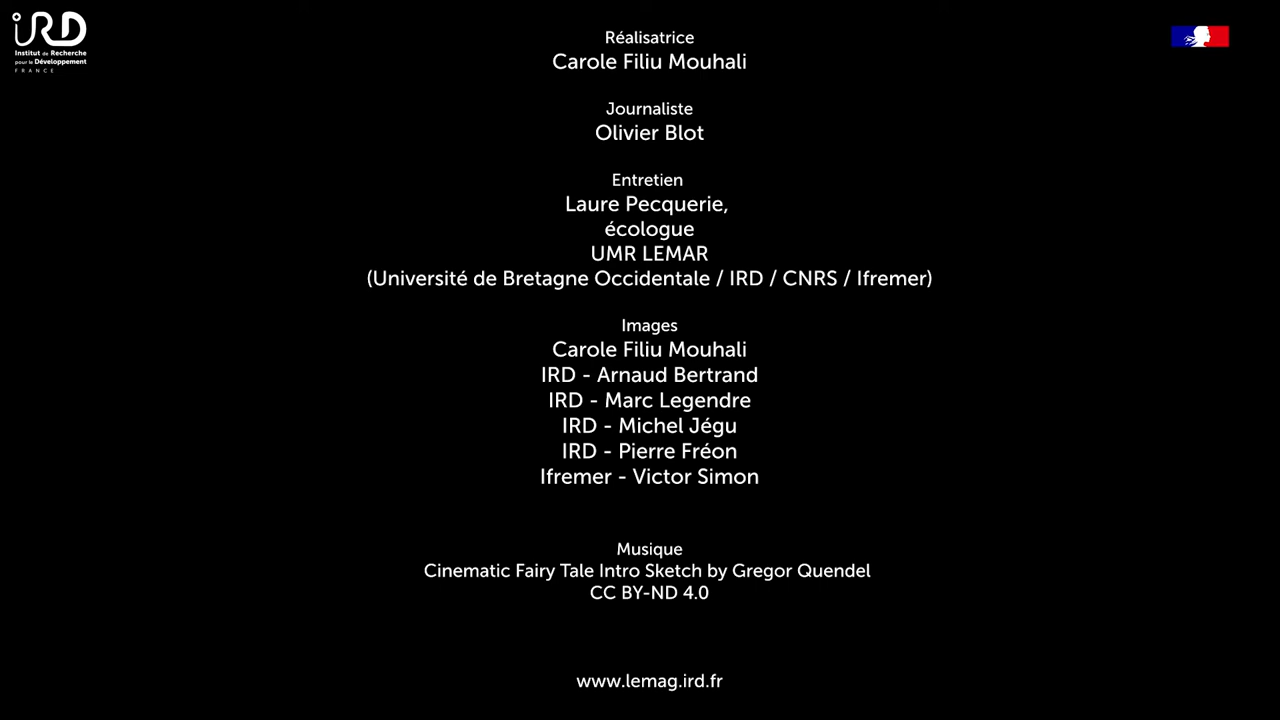 iRD
Institut de Recherche
pour le Développement
FRANCE
Réalisatrice
Carole Filiu Mouhali
Journaliste
Olivier Blot
Entretien
Laure Pecquerie,
écologue
UMR LEMAR
(Université de Bretagne Occidentale / IRD / CNRS / Ifremer)
Images
Carole Filiu Mouhali
IRD - Arnaud Bertrand
IRD - Marc Legendre
IRD - Michel Jégu
IRD - Pierre Fréon
Ifremer - Victor Simon
Musique
Cinematic Fairy Tale Intro Sketch by Gregor Quendel
CC BY-ND 4.0
www.lemag.ird.fr